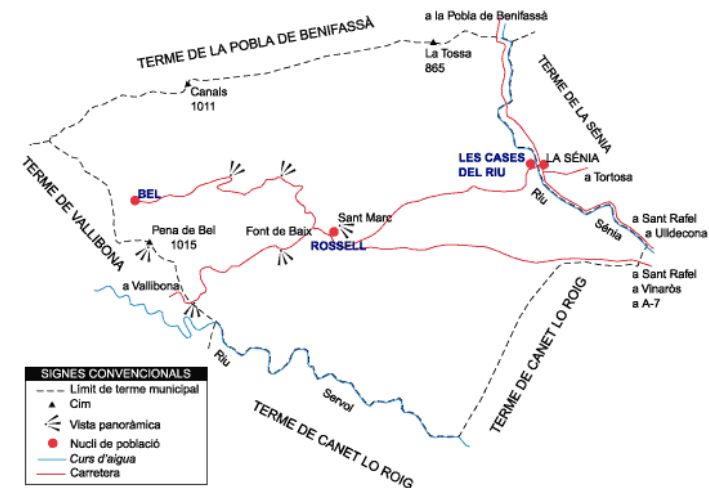 a la Pobla de Benifassà
TERME DE LA POBLA DE BENIFASSÀ
La Tossa
865
Canals
1011
TERME DE LA SÉNIA
LES CASES
DEL RIU
LA SÉNIA
a Tortosa
BEL
TERME DE VALLIBONA
Riu
Sénia
a Sant Rafel
a Ulldecona
Pena de Bel
1015
Font de Baix
Sant Marc
ROSSELL
a Sant Rafel
a Vinaròs
a A-7
a Vallibona
Riu
Servol
TERME DE CANET LO ROIG
TERME DE CANET LO ROIG
SIGNES CONVENCIONALS
Límit de terme municipal
Cim
Vista panoràmica
Nucli de població
Curs d'aigua
Carretera